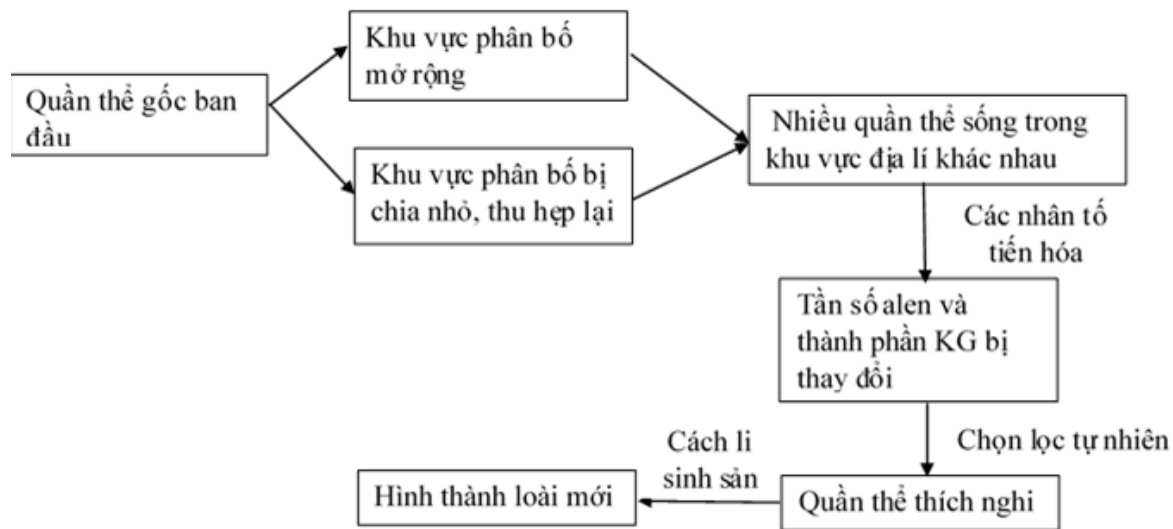 Khu vực phân bố
mở rộng
Quần thể gốc ban
đầu
Khu vực phân bố bị
chia nhỏ, thu hẹp lại
Nhiều quần thể sống trong
khu vực địa lí khác nhau
Các nhân tố
tiến hóa
Tần số alen và
thành phần KG bị
thay đổi
Chọn lọc tự nhiên
Quần thể thích nghi
Cách li
sinh sản
Hình thành loài mới